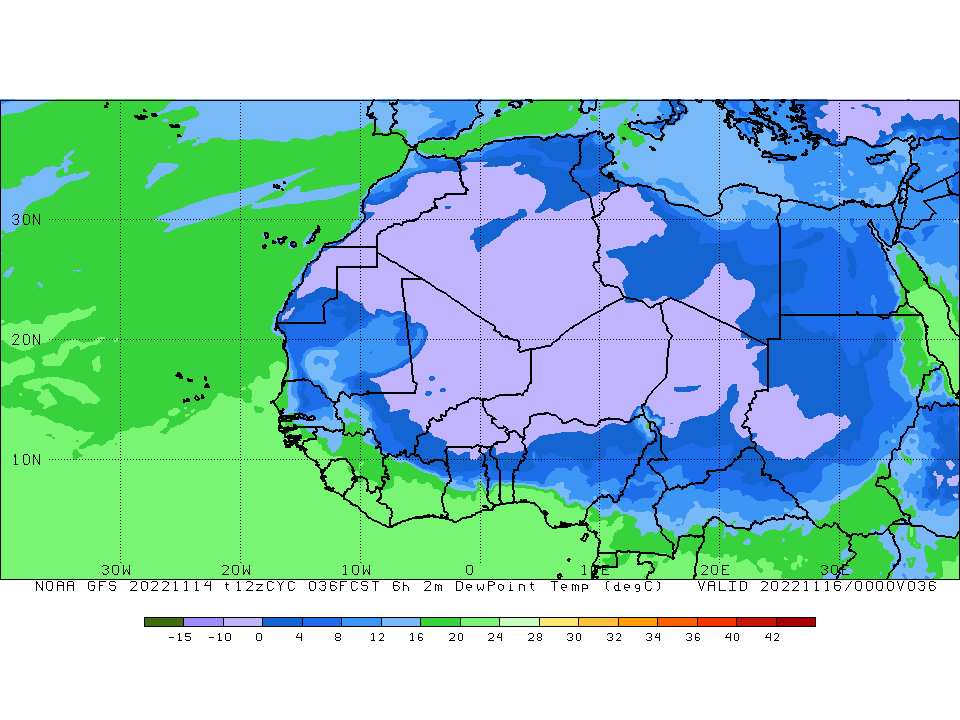 30N
20N
10N
30W 20W 10W 0 10E 20E 30E
NOAA GFS 20221114 t12zCYC 036FCST 6h 2m DewPoint Temp (degC) VALID 20221116/0000V036
-15 -10 0 4 8 12 16 20 24 28 30 32 34 36 40 42